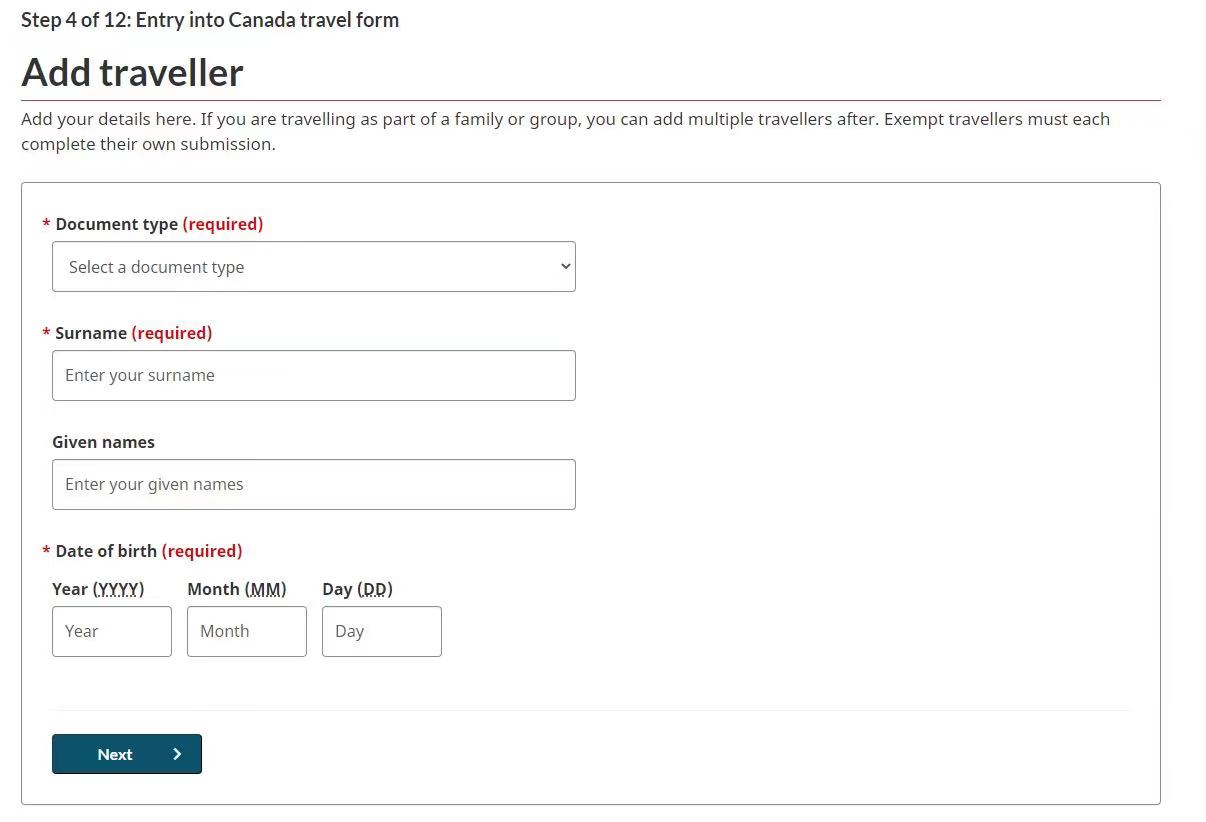 Step 4 of 12: Entry into Canada travel form
Add traveller
Add your details here. If you are travelling as part of a family or group, you can add multiple travellers after. Exempt travellers must each
complete their own submission.
* Document type (required)
Select a document type
* Surname (required)
Enter your surname
Given names
Enter your given names
* Date of birth (required)
Year (YYYY) Month (MM) Day (DD)
Year Month Day
Next